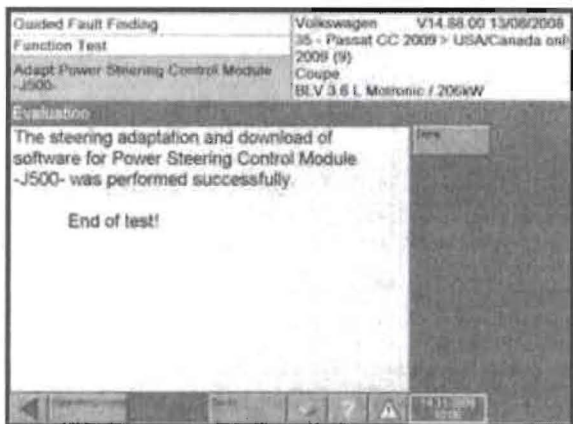 Guided Fault Finding
Volkswagen V14.88.00 13/08/2008
Function Test
35 - Passat CC 2009 > USA/Canada onl
2009 (9)
Adapt Power Steering Control Module
-J500-
Coupe
BLV 3.6 L Motronic / 206kW
Evaluation
The steering adaptation and download of
software for Power Steering Control Module
-J500- was performed successfully.
End of test!